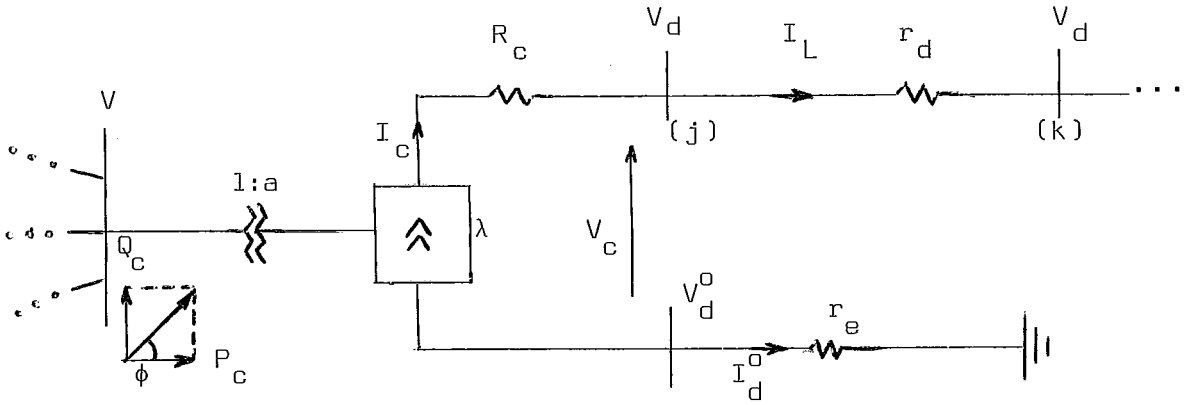 V_d
I_L
r_d
V_d
R_c
V
I_c
(j)
(k)
...
1:a
λ
V_c
Q_c
V_d^o
r_e
P_c
I_d^o
ϕ